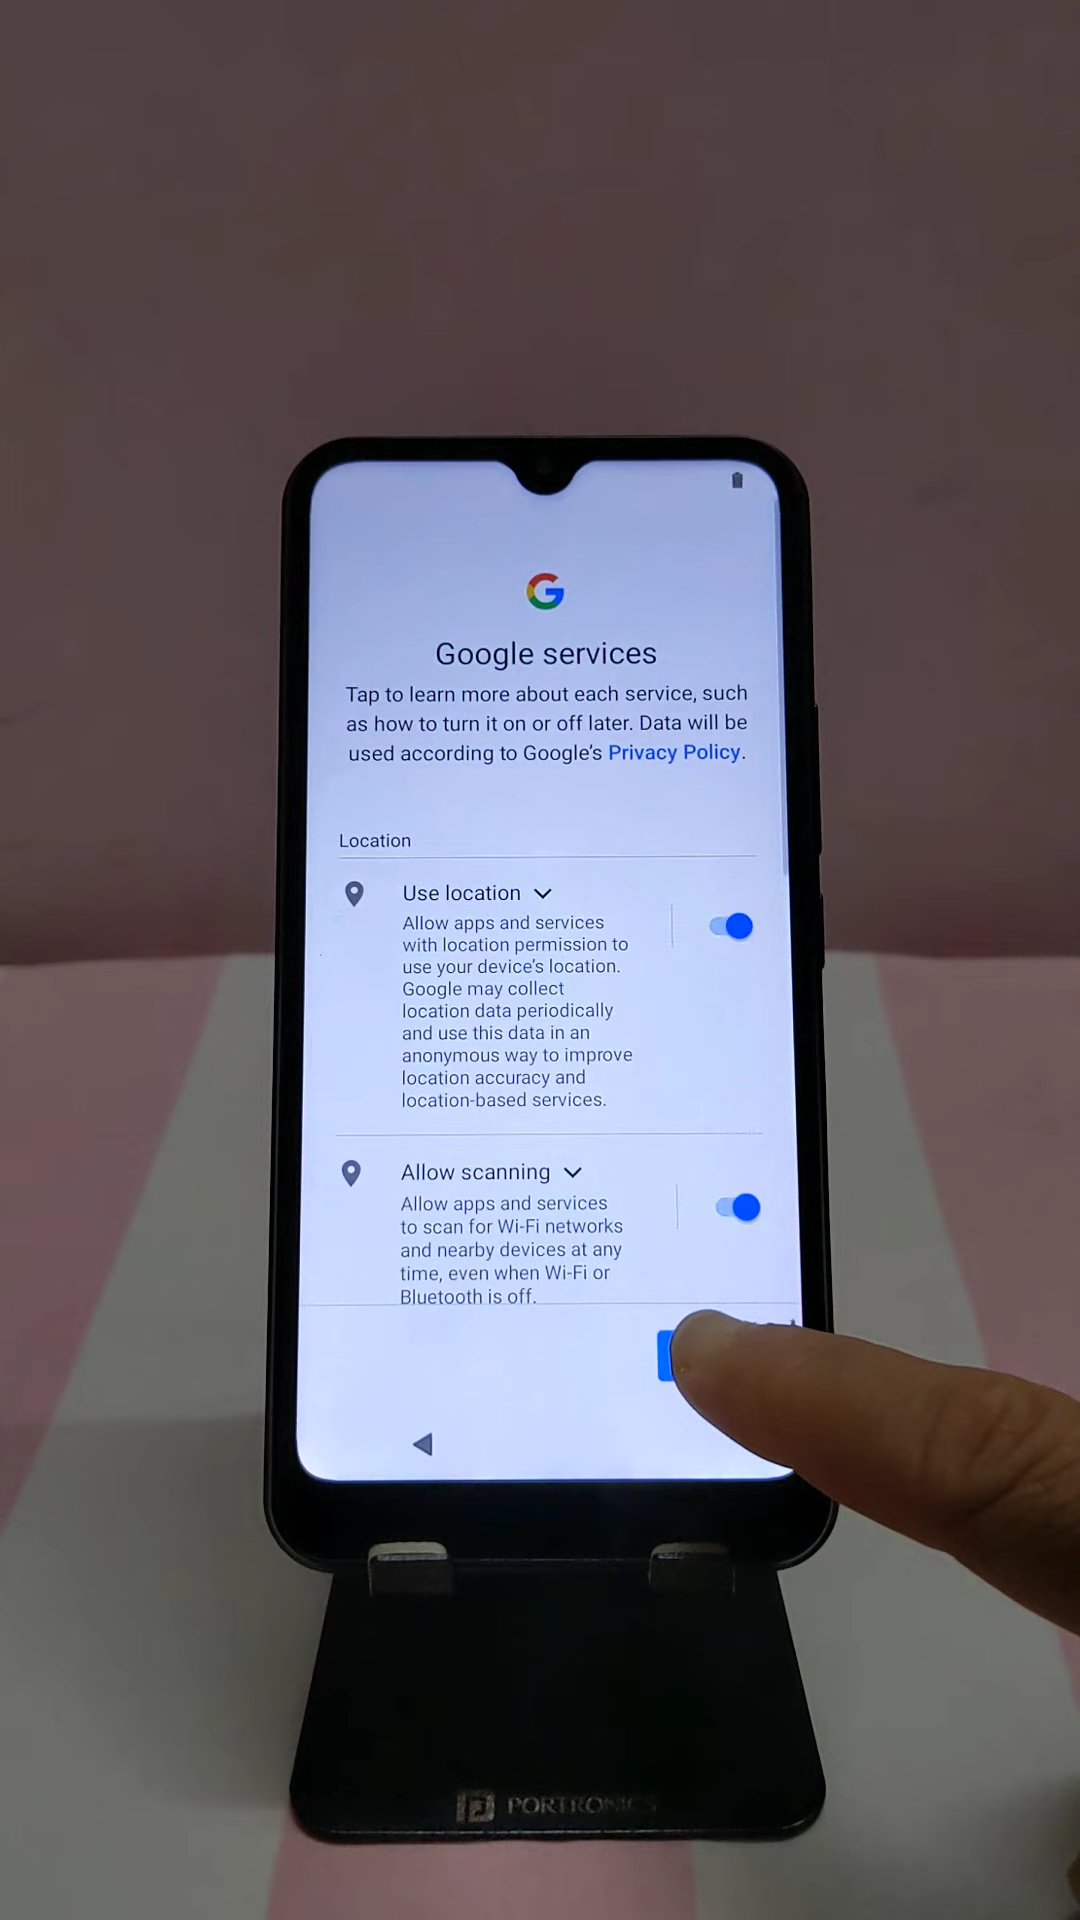 Google services
Tap to learn more about each service, such
as how to turn it on or off later. Data will be
used according to Google's Privacy Policy.
Location
Use location
Allow apps and services
with location permission to
use your device's location.
Google may collect
location data periodically
and use this data in an
anonymous way to improve
location accuracy and
location-based services.
Allow scanning
Allow apps and services
to scan for Wi-Fi networks
and nearby devices at any
time, even when Wi-Fi or
Bluetooth is off.
PORTRONICS